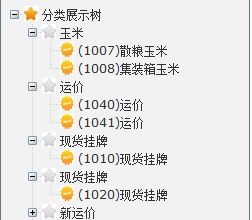 分类展示树
玉米
(1007)散粮玉米
(1008)集装箱玉米
运价
(1040)运价
(1041)运价
现货挂牌
(1010)现货挂牌
现货挂牌
(1020)现货挂牌
新运价